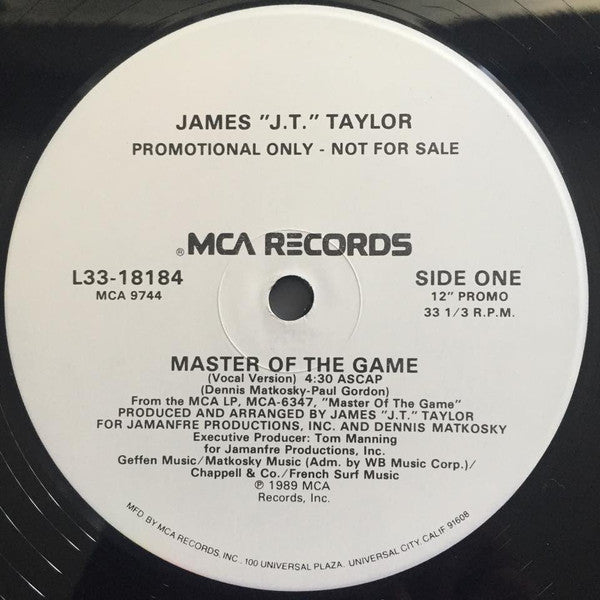 JAMES "J.T." TAYLOR
PROMOTIONAL ONLY - NOT FOR SALE
® MCA RECORDS
L33-18184
MCA 9744
SIDE ONE
12" PROMO
33 1/3 R.P.M.
MASTER OF THE GAME
(Vocal Version) 4:30 ASCAP
(Dennis Matkosky-Paul Gordon)
From the MCA LP, MCA-6347, "Master Of The Game"
PRODUCED AND ARRANGED BY JAMES "J.T." TAYLOR
FOR JAMANFRE PRODUCTIONS, INC. AND DENNIS MATKOSKY
Executive Producer: Tom Manning
for Jamanfre Productions, Inc.
Geffen Music/Matkosky Music (Adm. by WB Music Corp.)/
Chappell & Co./French Surf Music
℗ 1989 MCA
Records, Inc.
MFD. BY MCA RECORDS, INC., 100 UNIVERSAL PLAZA, UNIVERSAL CITY, CALIF 91608